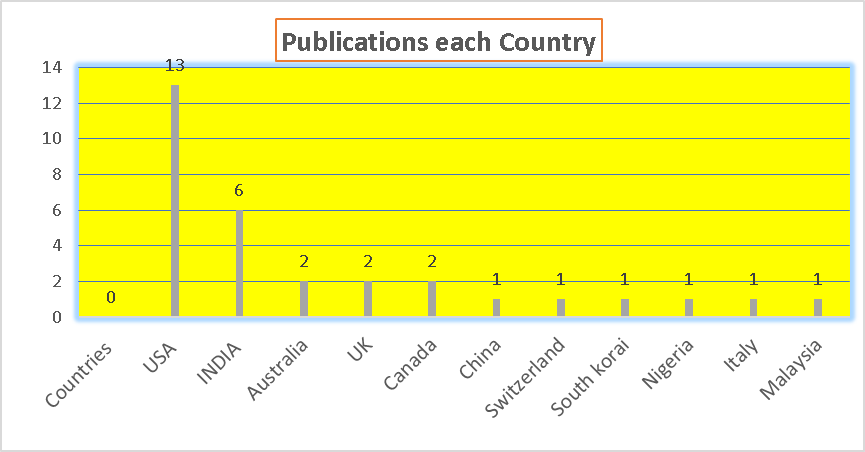 Publications each Country
14
12
10
8
6
4
2
0
0
13
6
2
2
2
1
1
1
1
1
1
Countries
USA
INDIA
Australia
UK
Canada
China
Switzerland
South korai
Nigeria
Italy
Malaysia